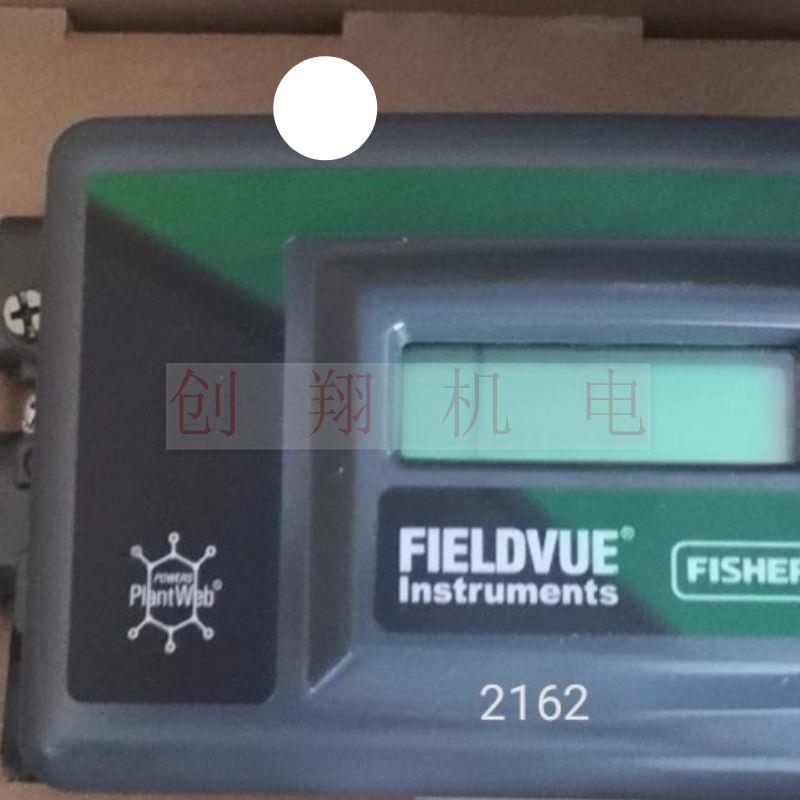 创翔机电
POWERS
PlantWeb®
FIELDVUE®
Instruments
FISHER
2162